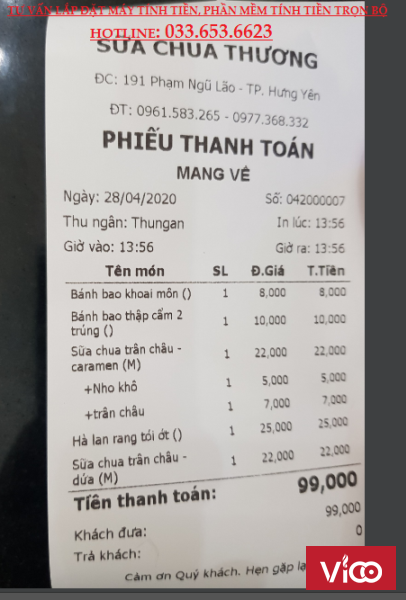 TƯ VẤN LẮP ĐẶT MÁY TÍNH TIỀN, PHẦN MỀM TÍNH TIỀN TRỌN BỘ
HOTLINE: 033.653.6623
SỮA CHUA THƯƠNG
ĐC: 191 Phạm Ngũ Lão - TP. Hưng Yên
ĐT: 0961.583.265 - 0977.368.332
PHIẾU THANH TOÁN
MANG VỀ
Ngày: 28/04/2020 Số: 042000007
Thu ngân: Thungan In lúc: 13:56
Giờ vào: 13:56 Giờ ra: 13:56
Tên món SL Đ.Giá T.Tiền
Bánh bao khoai môn () 1 8,000 8,000
Bánh bao thập cẩm 2
trứng () 1 10,000 10,000
Sữa chua trân châu -
caramen (M) 1 22,000 22,000
+Nho khô 1 5,000 5,000
+trân châu 1 7,000 7,000
Hà lan rang tỏi ớt () 1 25,000 25,000
Sữa chua trân châu -
dứa (M) 1 22,000 22,000
Tiền thanh toán: 99,000
Khách đưa: 99,000
Trả khách: 0
Cảm ơn Quý khách. Hẹn gặp lạ
Vioo